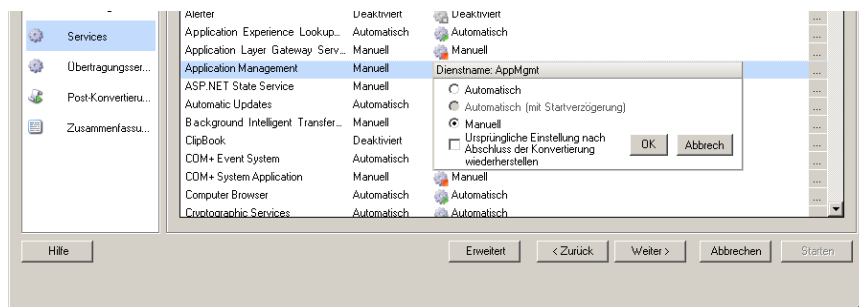 Alerter Deaktiviert Deaktiviert ...
Services Application Experience Lookup... Automatisch Automatisch ...
Application Layer Gateway Serv... Manuell Manuell ...
Übertragungsser... Application Management Manuell Dienstname: AppMgmt ...
ASP.NET State Service Manuell Automatisch ...
Post-Konvertieru... Automatic Updates Automatisch Automatisch (mit Startverzögerung) ...
Zusammenfassu... Background Intelligent Transfer... Manuell Manuell ...
ClipBook Deaktiviert Ursprüngliche Einstellung nach Abschluss der Konvertierung wiederherstellen OK Abbrech ...
COM+ Event System Automatisch ...
COM+ System Application Manuell Manuell ...
Computer Browser Automatisch Automatisch ...
Cryptographic Services Automatisch Automatisch ...
Hilfe Erweitert < Zurück Weiter > Abbrechen Starten